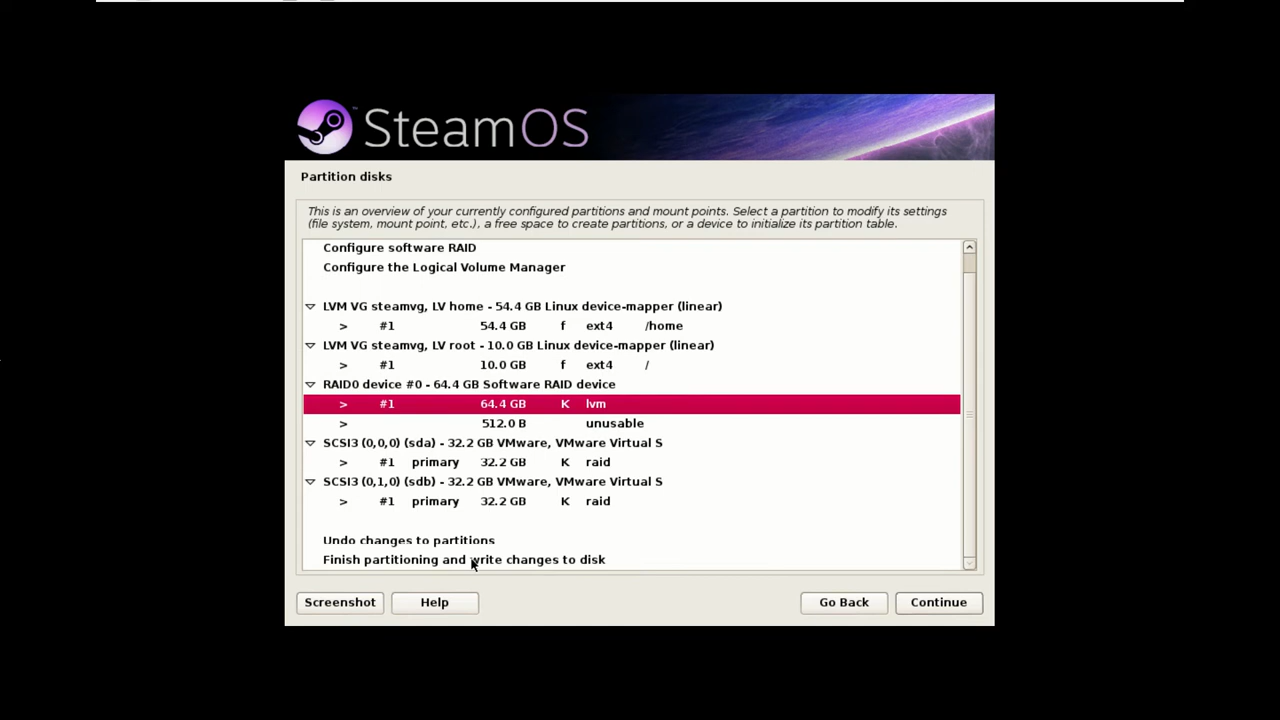 SteamOS
Partition disks
This is an overview of your currently configured partitions and mount points. Select a partition to modify its settings
(file system, mount point, etc.), a free space to create partitions, or a device to initialize its partition table.
Configure software RAID
Configure the Logical Volume Manager
LVM VG steamvg, LV home - 54.4 GB Linux device-mapper (linear)
> #1 54.4 GB f ext4 /home
LVM VG steamvg, LV root - 10.0 GB Linux device-mapper (linear)
> #1 10.0 GB f ext4 /
RAID0 device #0 - 64.4 GB Software RAID device
> #1 64.4 GB K lvm
> 512.0 B unusable
SCSI3 (0,0,0) (sda) - 32.2 GB VMware, VMware Virtual S
> #1 primary 32.2 GB K raid
SCSI3 (0,1,0) (sdb) - 32.2 GB VMware, VMware Virtual S
> #1 primary 32.2 GB K raid
Undo changes to partitions
Finish partitioning and write changes to disk
Screenshot Help Go Back Continue